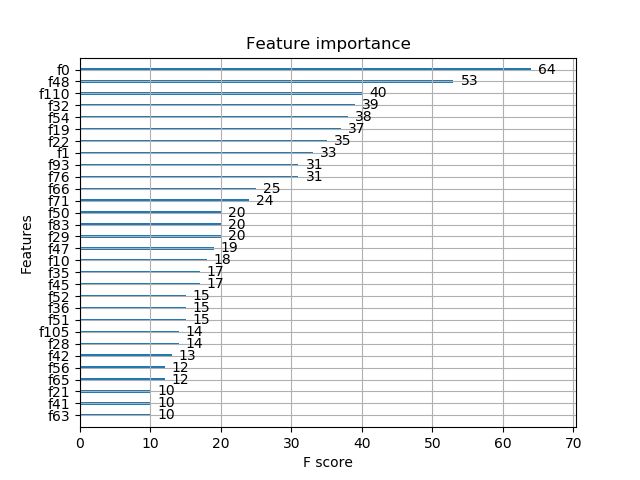 Feature importance
Features
f0 64
f48 53
f110 40
f32 39
f54 38
f19 37
f22 35
f1 33
f93 31
f76 31
f66 25
f71 24
f50 20
f83 20
f29 20
f47 19
f10 18
f35 17
f45 17
f52 15
f36 15
f51 15
f105 14
f28 14
f42 13
f56 12
f65 12
f21 10
f41 10
f63 10
0 10 20 30 40 50 60 70
F score